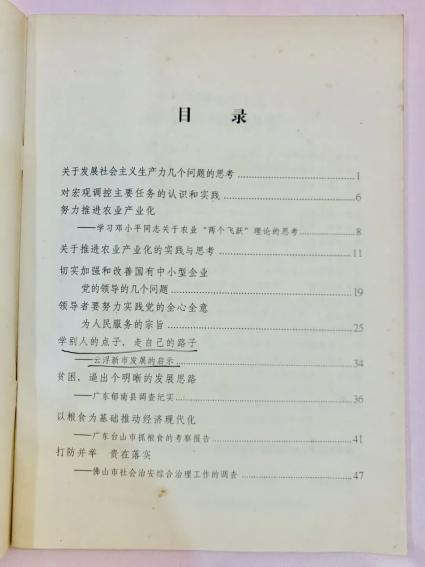 目 录
关于发展社会主义生产力几个问题的思考 ——1
对宏观调控主要任务的认识和实践 ——6
努力推进农业产业化
——学习邓小平同志关于农业“两个飞跃”理论的思考 ——8
关于推进农业产业化的实践与思考 ——11
切实加强和改善国有中小型企业
党的领导的几个问题 ——19
领导者要努力实践党的全心全意
为人民服务的宗旨 ——25
学别人的点子、走自己的路子
——云浮新市发展的启示 ——34
贫困，逼出个明晰的发展思路
——广东郁南县调查纪实 ——36
以粮食为基础推动经济现代化
——广东台山市抓粮食的考察报告 ——41
打防并举 贵在落实
——佛山市社会治安综合治理工作的调查 ——47